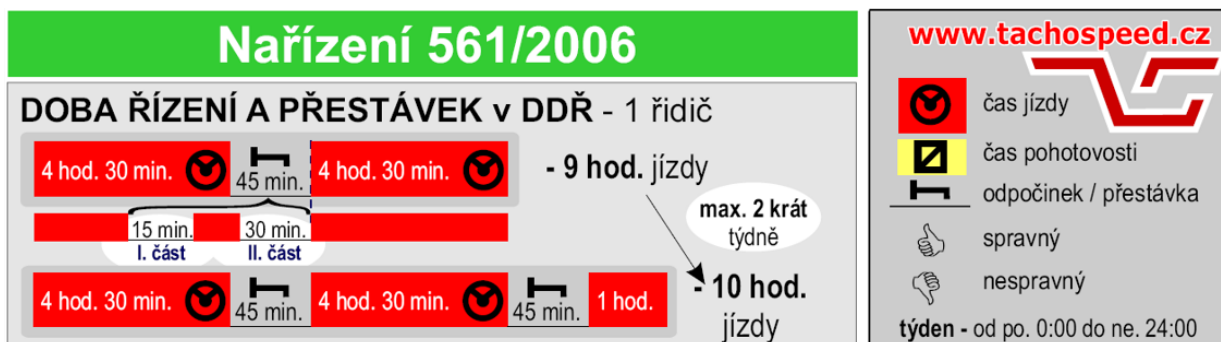 Nařízení 561/2006
DOBA ŘÍZENÍ A PŘESTÁVEK v DDŘ - 1 řidič
4 hod. 30 min.
45 min.
4 hod. 30 min.
- 9 hod. jízdy
15 min.
30 min.
I. část
II. část
max. 2 krát
týdně
4 hod. 30 min.
45 min.
4 hod. 30 min.
45 min.
1 hod.
- 10 hod.
jízdy
www.tachospeed.cz
čas jízdy
čas pohotovosti
odpočinek / přestávka
spravný
nespravný
týden - od po. 0:00 do ne. 24:00